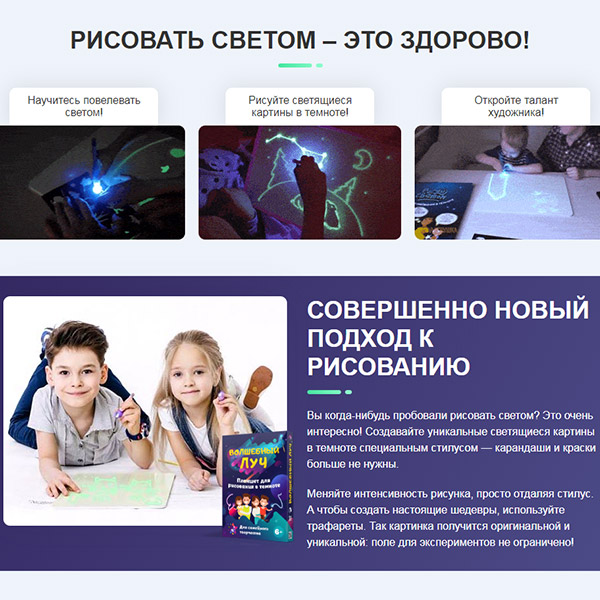 РИСОВАТЬ СВЕТОМ – ЭТО ЗДОРОВО!
Научитесь повелевать
светом!
Рисуйте светящиеся
картины в темноте!
Откройте талант
художника!
СОВЕРШЕННО НОВЫЙ
ПОДХОД К
РИСОВАНИЮ
Вы когда-нибудь пробовали рисовать светом? Это очень
интересно! Создавайте уникальные светящиеся картины
в темноте специальным стилусом — карандаши и краски
больше не нужны.
Меняйте интенсивность рисунка, просто отдаляя стилус.
А чтобы создать настоящие шедевры, используйте
трафареты. Так картинка получится оригинальной и
уникальной: поле для экспериментов не ограничено!
ВОЛШЕБНЫЙ
ЛУЧ
Планшет для
рисования в темноте
Для семейного
творчества